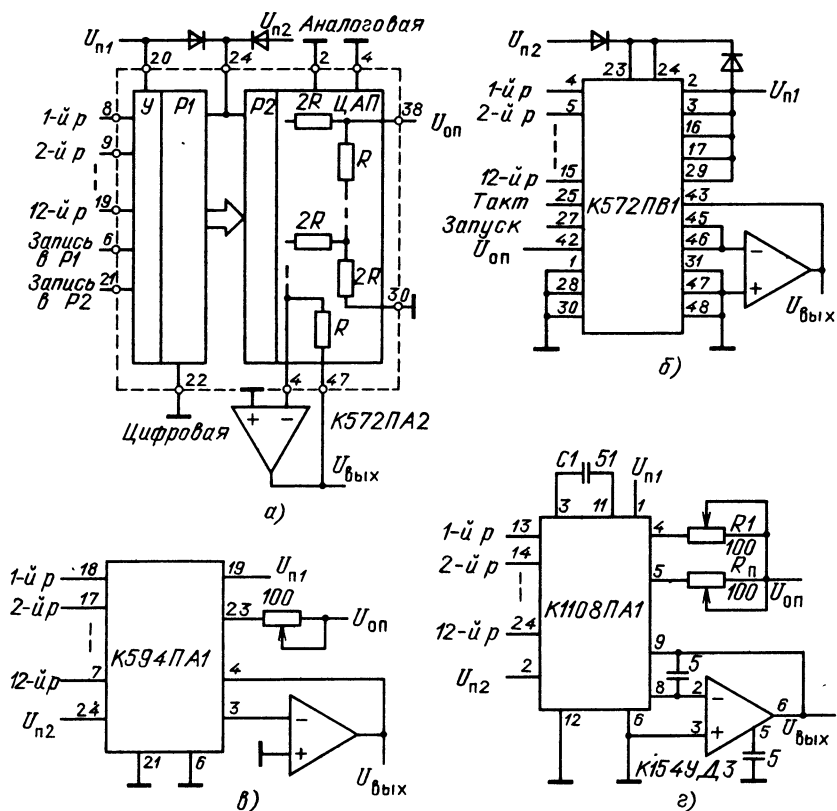 Uп1
Uп2
Аналоговая
20
24
2
4
У
Р1
Р2
2R
ЦАП
38
Uоп
8
1-й р
9
2-й р
R
19
12-й р
2R
6
Запись в Р1
21
Запись в Р2
2R
30
R
22
4
47
Цифровая
+
−
К572ПА2
Uвых
а)
Uп2
23
24
1-й р
4
2
Uп1
2-й р
5
3
16
17
12-й р
15
29
Такт
25
К572ПВ1
43
Запуск
27
45
Uоп
42
46
−
1
31
28
47
+
30
48
Uвых
б)
1-й р
18
19
Uп1
2-й р
17
23
100
Uоп
К594ПА1
12-й р
7
4
Uп2
24
3
−
+
21
6
Uвых
в)
С1
51
Uп1
3
11
1
1-й р
13
4
R1
100
2-й р
14
5
Rп
100
Uоп
К1108ПА1
12-й р
24
9
5
Uп2
2
8
2
−
6
12
6
3
+
5
Uвых
К154УД3
5
г)